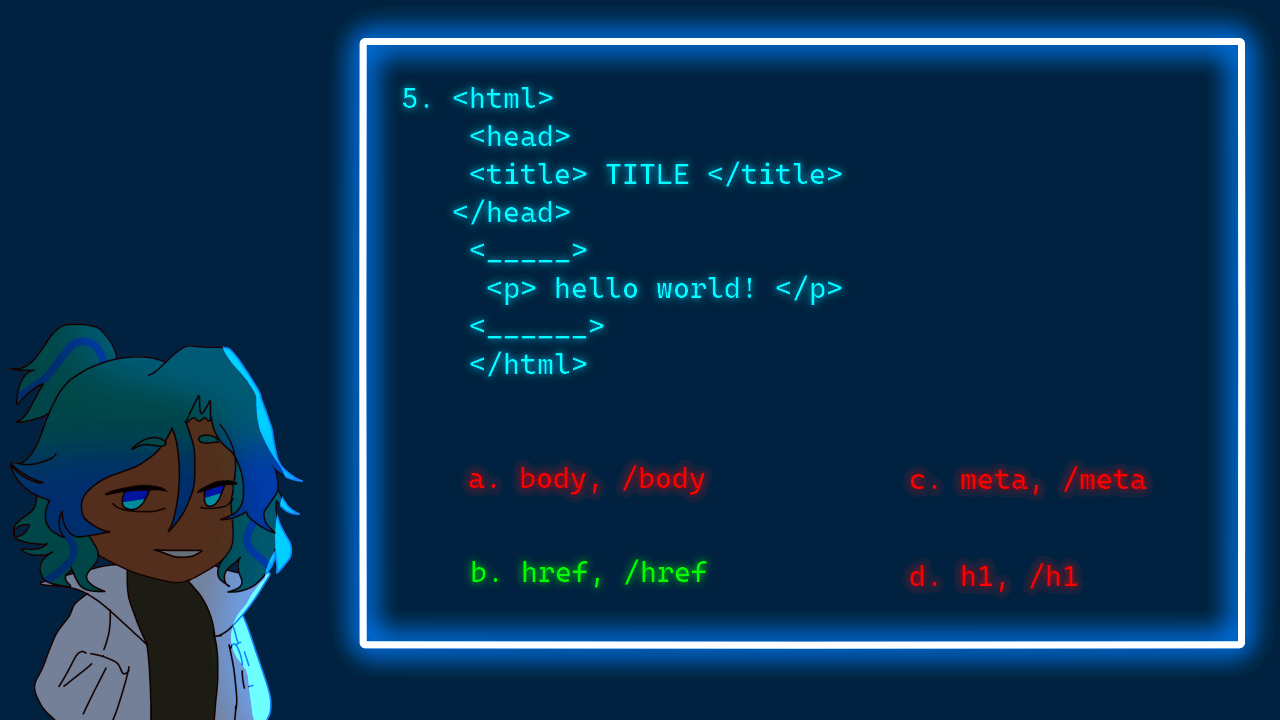 5. <html>
<head>
<title> TITLE </title>
</head>
<_____>
<p> hello world! </p>
<______>
</html>
a. body, /body
c. meta, /meta
b. href, /href
d. h1, /h1